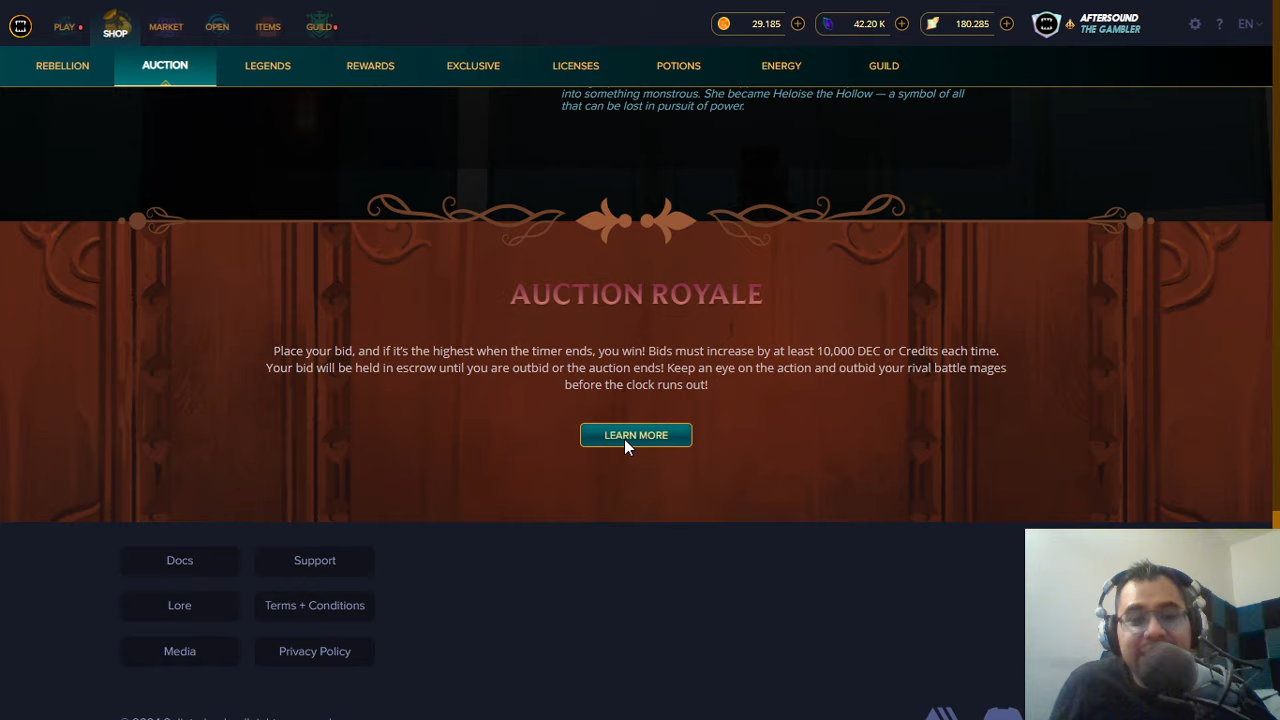 PLAY SHOP MARKET OPEN ITEMS GUILD 29.185 42.20 K 180.285 AFTERSOUND EN
THE GAMBLER
REBELLION AUCTION LEGENDS REWARDS EXCLUSIVE LICENSES POTIONS ENERGY GUILD
into something monstrous. She became Heloise the Hollow — a symbol of all
that can be lost in pursuit of power.
AUCTION ROYALE
Place your bid, and if it's the highest when the timer ends, you win! Bids must increase by at least 10,000 DEC or Credits each time.
Your bid will be held in escrow until you are outbid or the auction ends! Keep an eye on the action and outbid your rival battle mages
before the clock runs out!
LEARN MORE
Docs Support
Lore Terms + Conditions
Media Privacy Policy